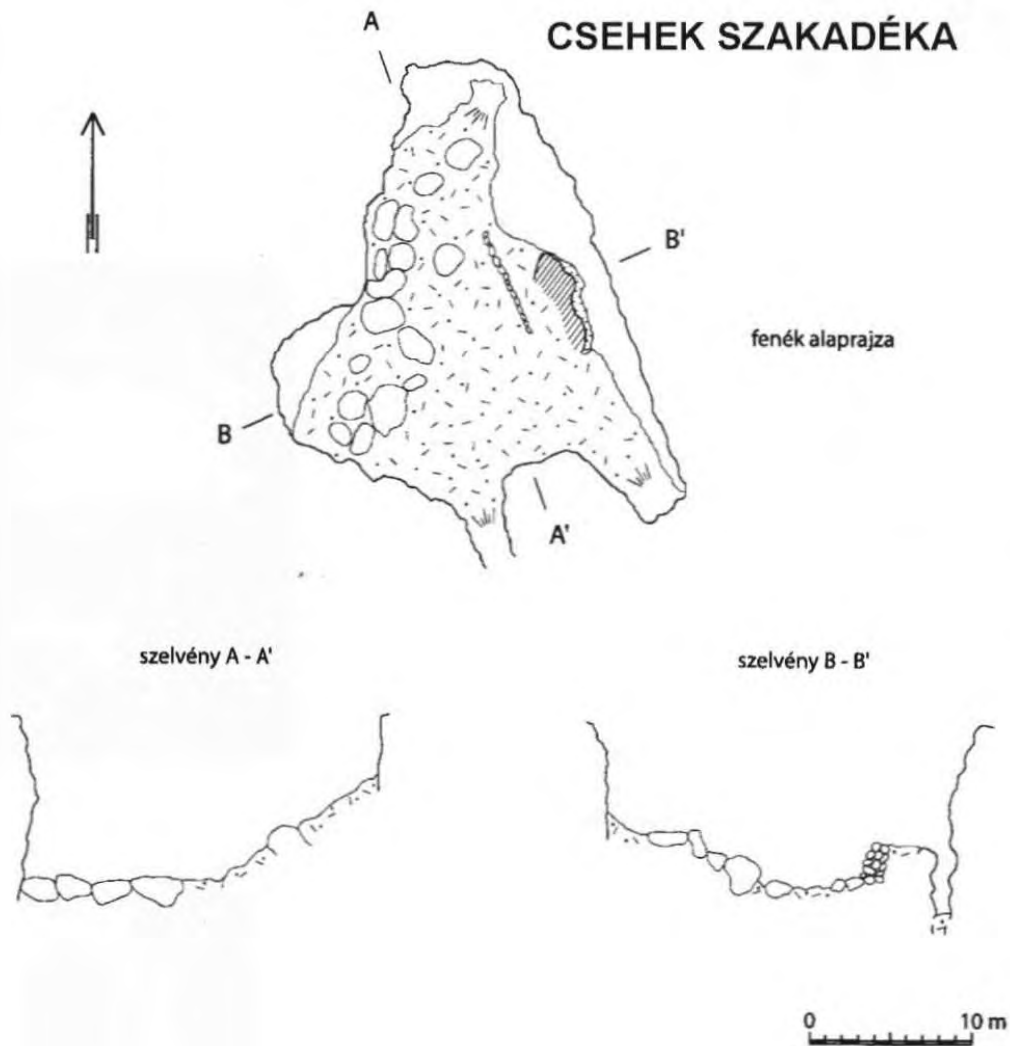 CSEHEK SZAKADÉKA
A
B'
fenék alaprajza
B
A'
szelvény A - A'
szelvény B - B'
0 10 m